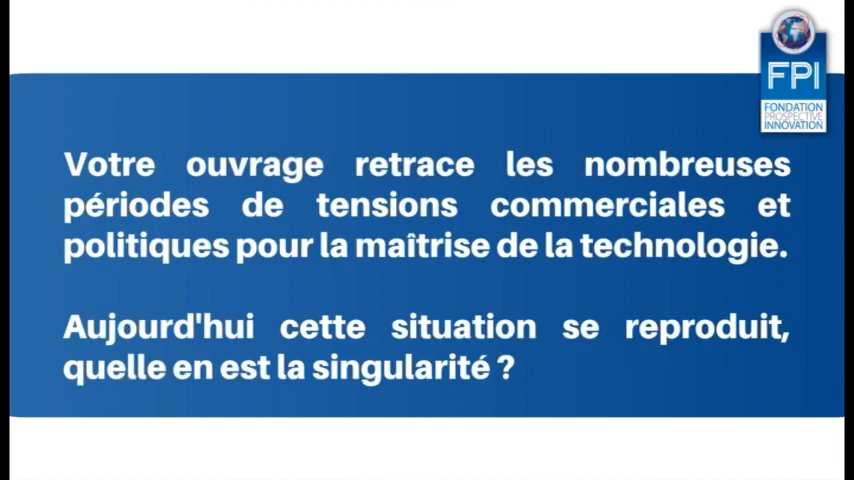 FPI
FONDATION
PROSPECTIVE
INNOVATION
Votre ouvrage retrace les nombreuses
périodes de tensions commerciales et
politiques pour la maîtrise de la technologie.
Aujourd'hui cette situation se reproduit,
quelle en est la singularité ?